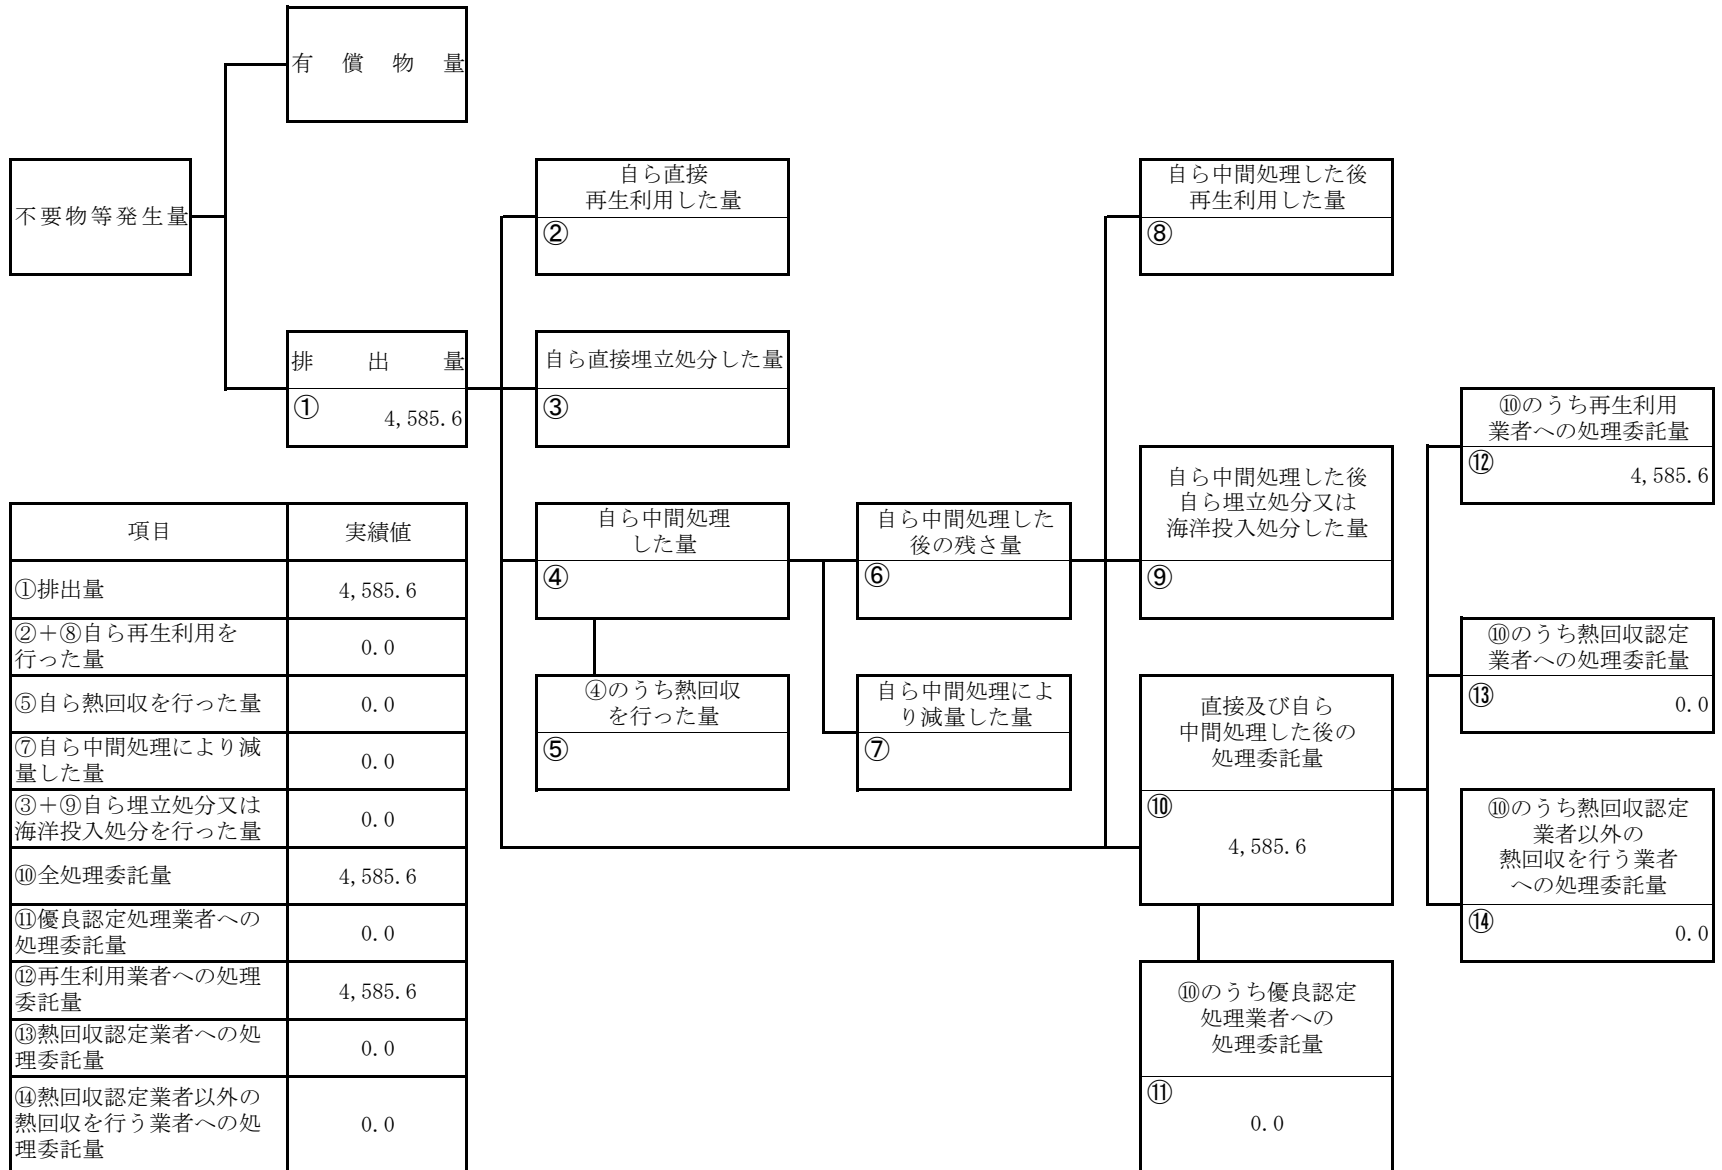 有償物量
不要物等発生量
排出量
①
4,585.6
自ら直接
再生利用した量
②
自ら直接埋立処分した量
③
自ら中間処理
した量
④
④のうち熱回収
を行った量
⑤
自ら中間処理した
後の残さ量
⑥
自ら中間処理によ
り減量した量
⑦
自ら中間処理した後
再生利用した量
⑧
自ら中間処理した後
自ら埋立処分又は
海洋投入処分した量
⑨
直接及び自ら
中間処理した後の
処理委託量
⑩
4,585.6
⑩のうち優良認定
処理業者への
処理委託量
⑪
0.0
⑩のうち再生利用
業者への処理委託量
⑫
4,585.6
⑩のうち熱回収認定
業者への処理委託量
⑬
0.0
⑩のうち熱回収認定
業者以外の
熱回収を行う業者
への処理委託量
⑭
0.0
項目 実績値
①排出量 4,585.6
②＋⑧自ら再生利用を
行った量 0.0
⑤自ら熱回収を行った量 0.0
⑦自ら中間処理により減
量した量 0.0
③＋⑨自ら埋立処分又は
海洋投入処分を行った量 0.0
⑩全処理委託量 4,585.6
⑪優良認定処理業者への
処理委託量 0.0
⑫再生利用業者への処理
委託量 4,585.6
⑬熱回収認定業者への処
理委託量 0.0
⑭熱回収認定業者以外の
熱回収を行う業者への処
理委託量 0.0